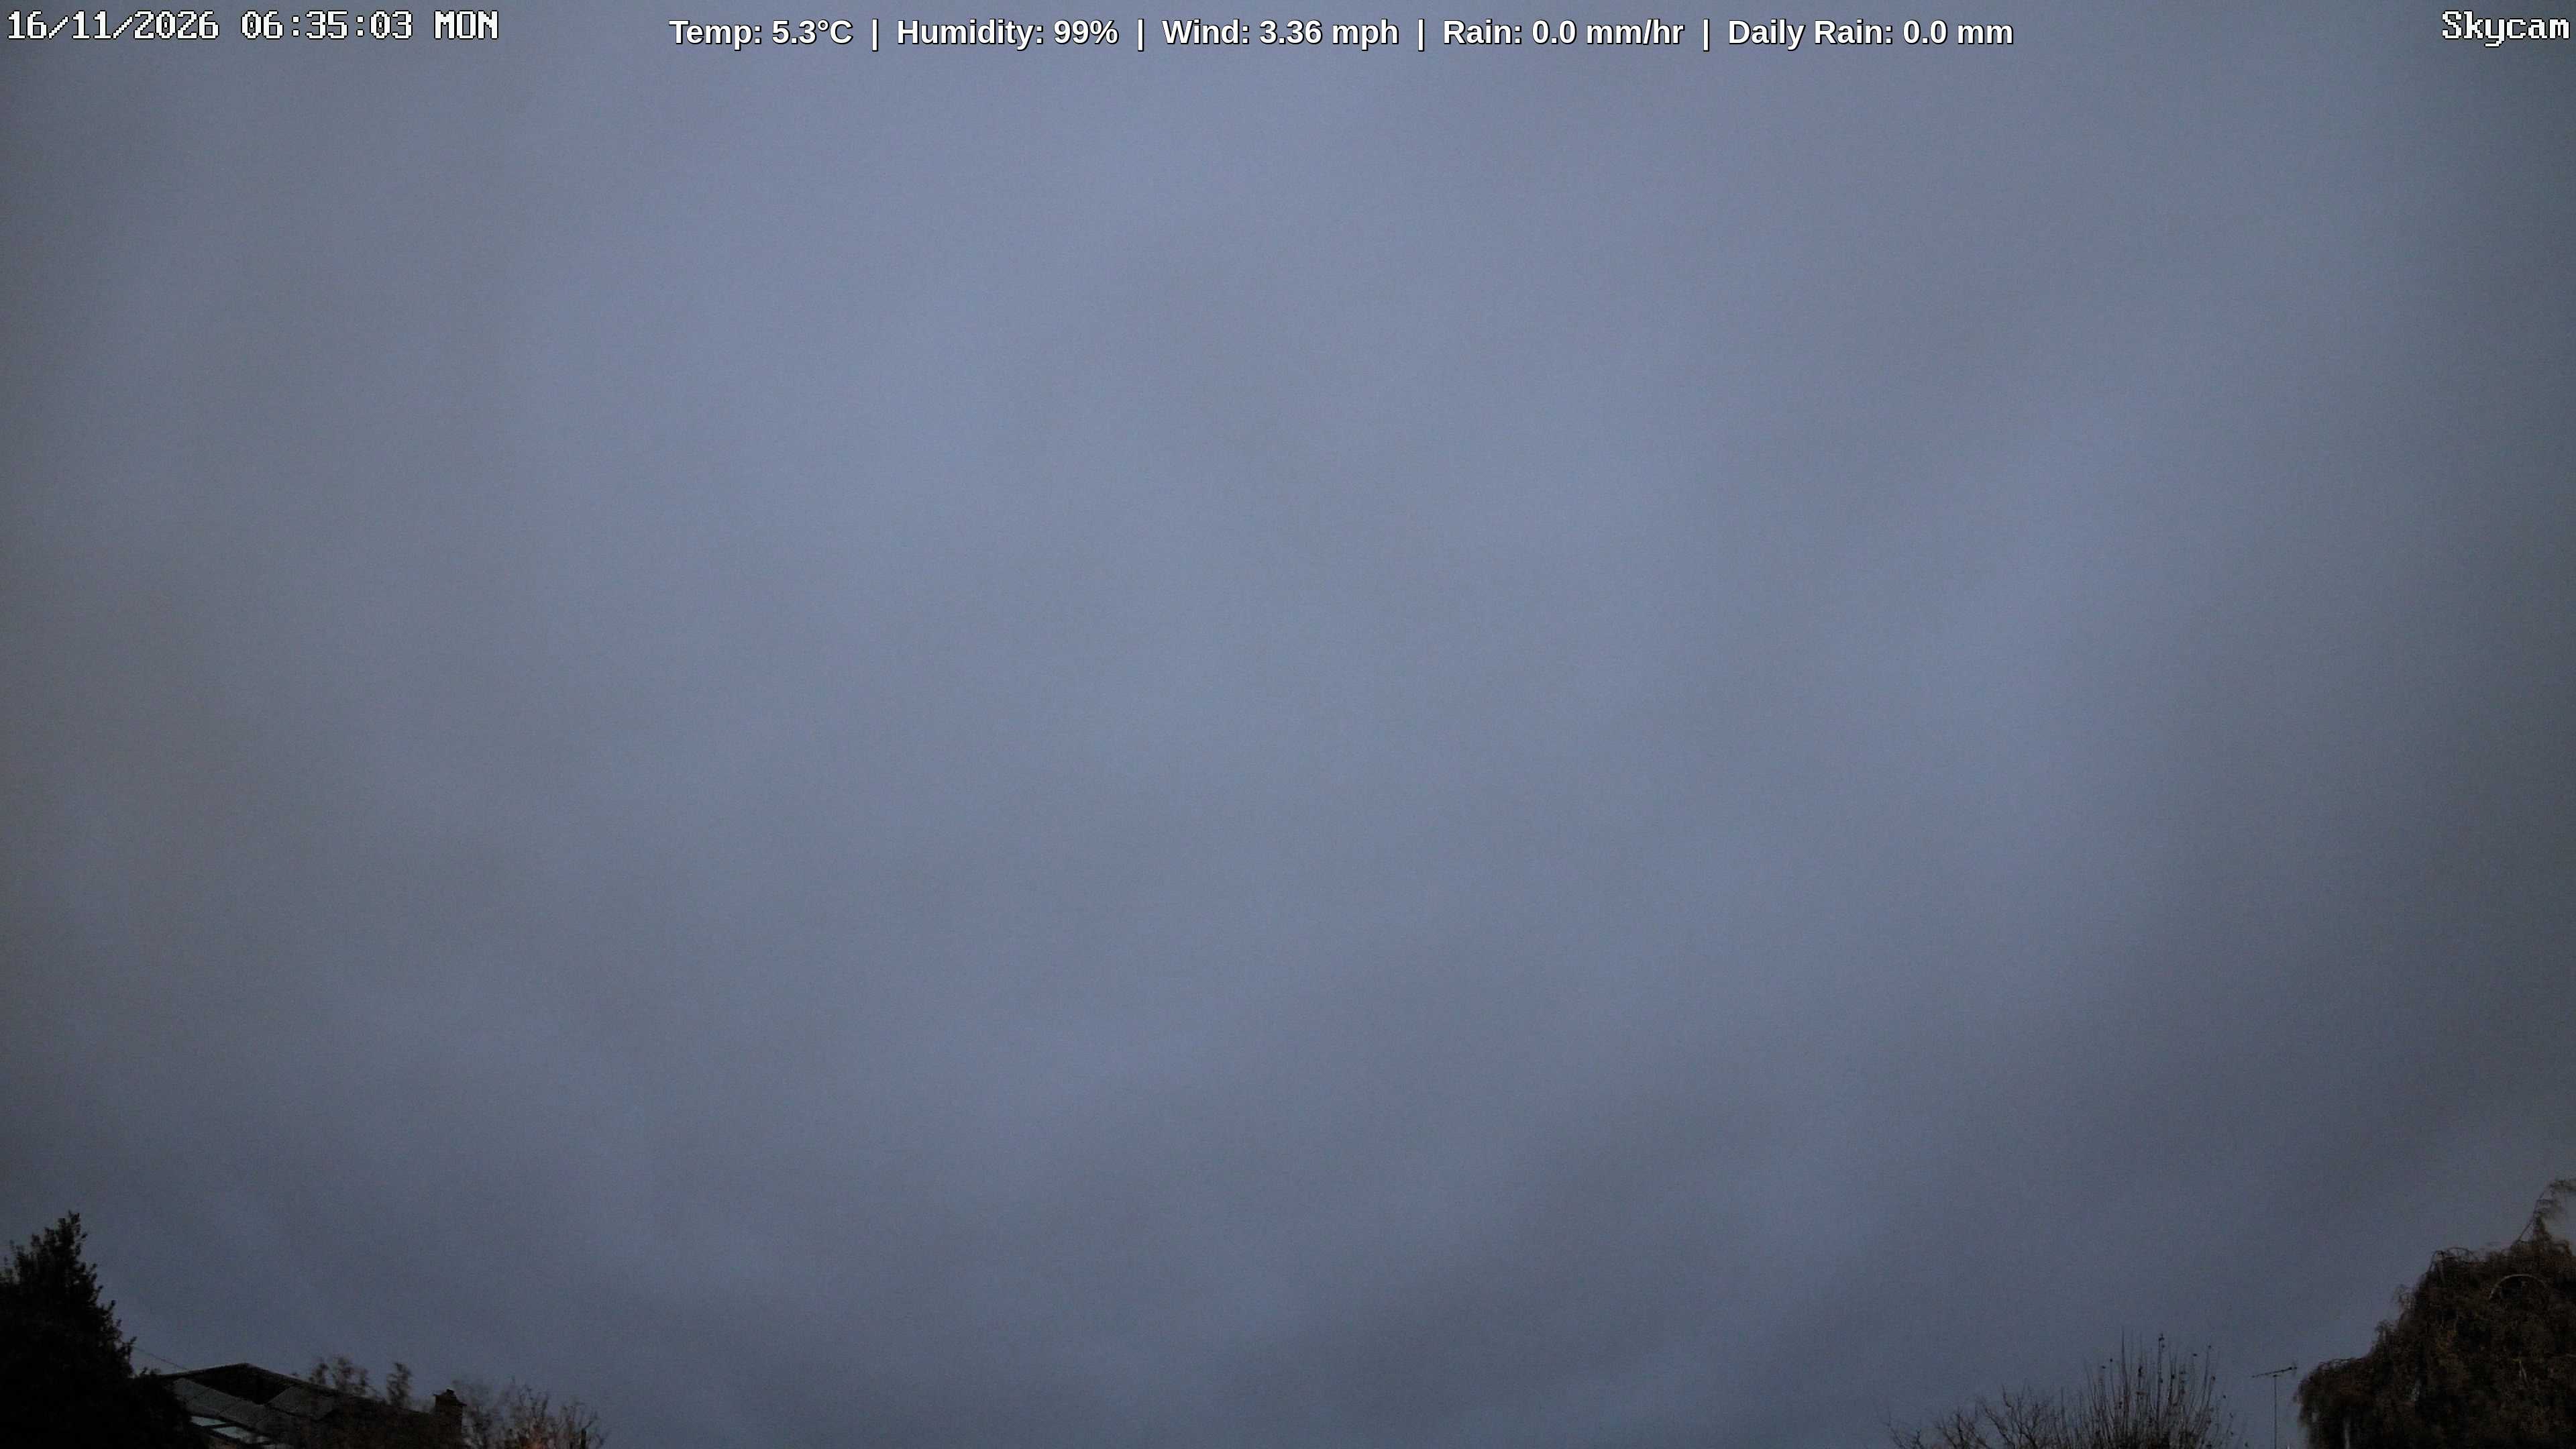 16/11/2026 06:35:03 MON
Temp: 5.3°C | Humidity: 99% | Wind: 3.36 mph | Rain: 0.0 mm/hr | Daily Rain: 0.0 mm
Skycam